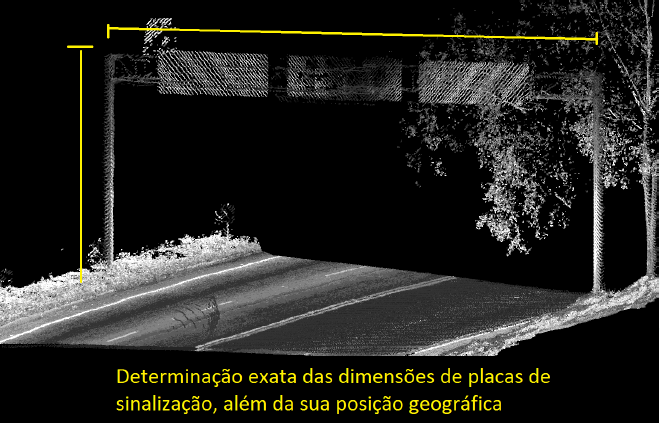 Determinação exata das dimensões de placas de
sinalização, além da sua posição geográfica